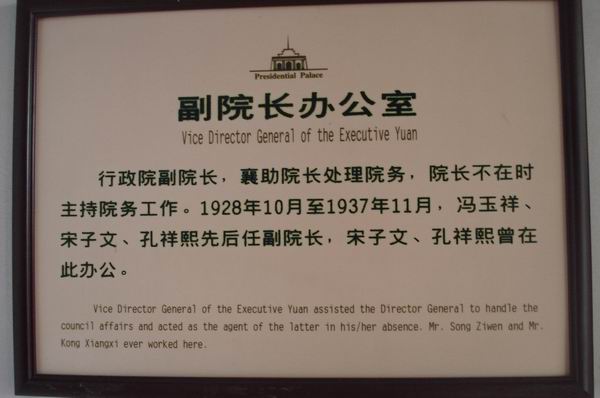 Presidential Palace
副院长办公室
Vice Director General of the Executive Yuan
行政院副院长，襄助院长处理院务，院长不在时
主持院务工作。1928年10月至1937年11月，冯玉祥、
宋子文、孔祥熙先后任副院长，宋子文、孔祥熙曾在
此办公。
Vice Director General of the Executive Yuan assisted the Director General to handle the
council affairs and acted as the agent of the latter in his/her absence. Mr. Song Ziwen and Mr.
Kong Xiangxi ever worked here.